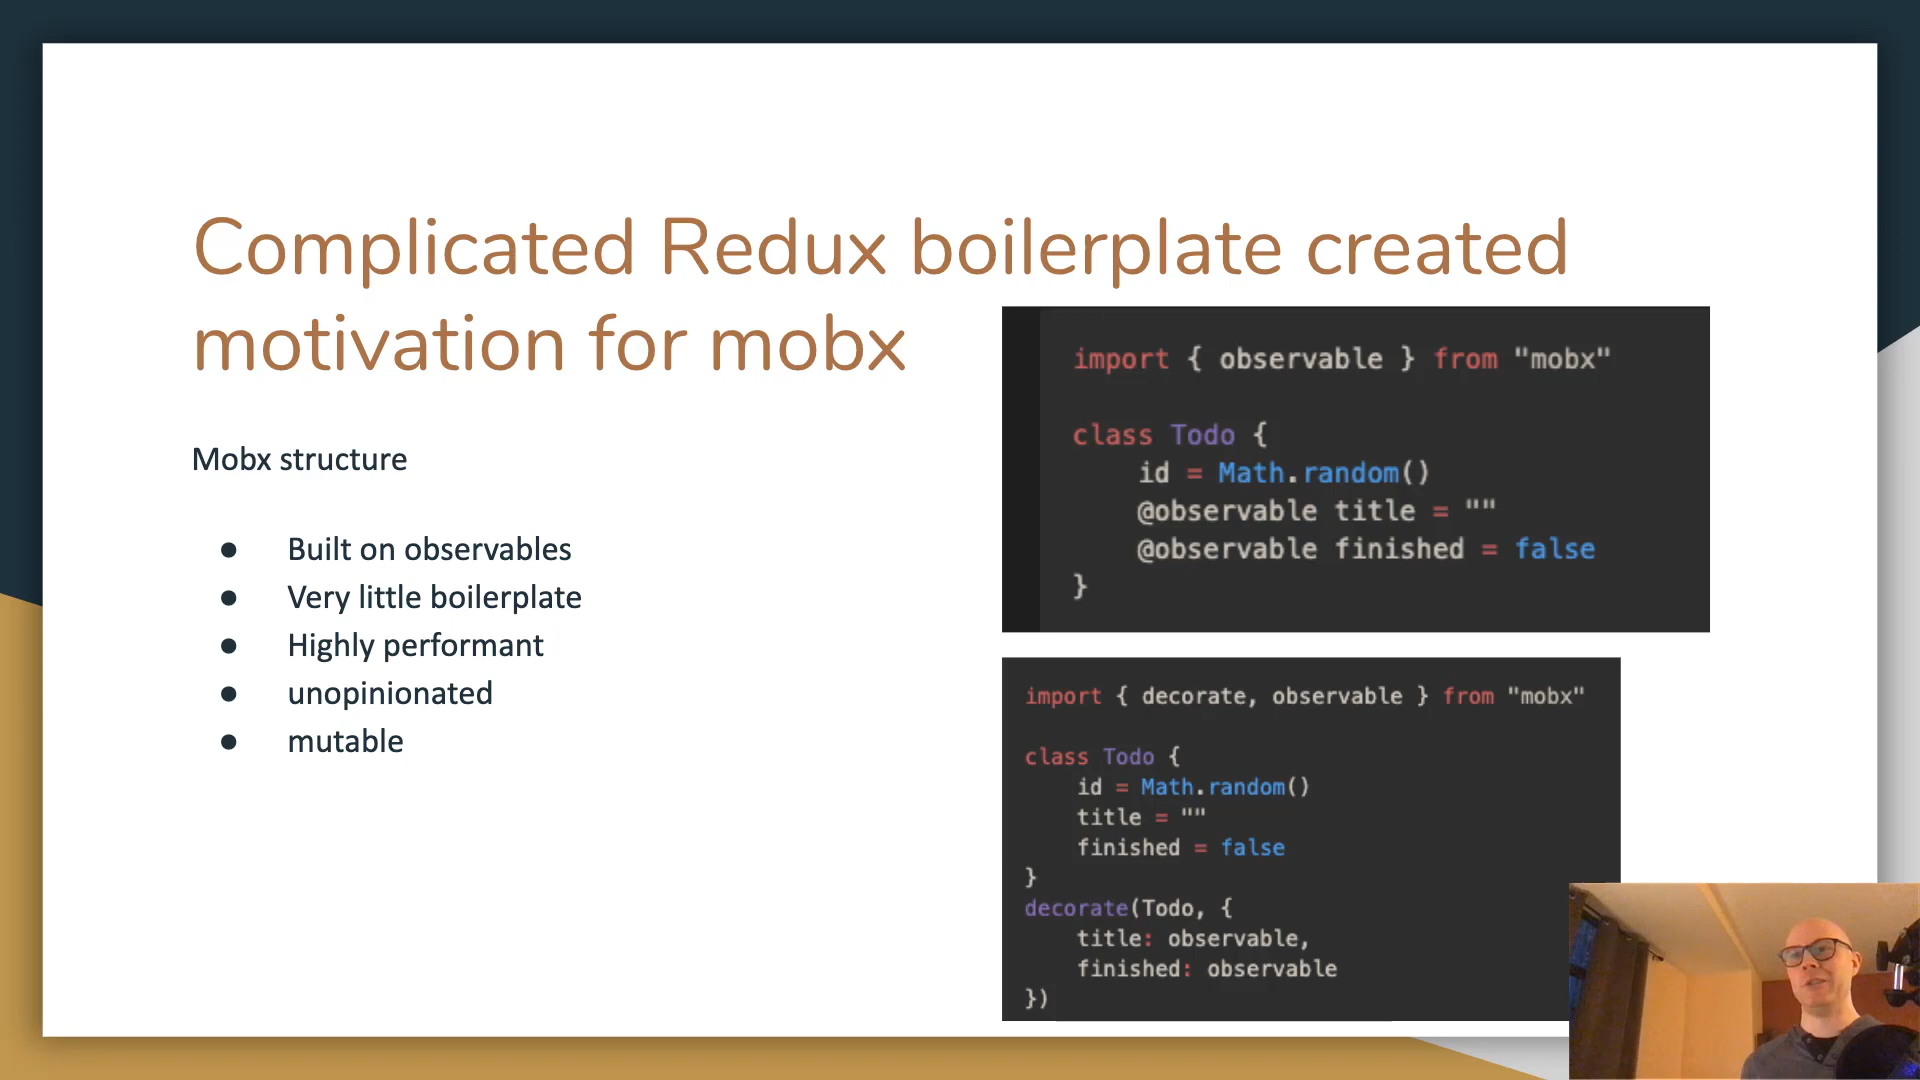 Complicated Redux boilerplate created
motivation for mobx
Mobx structure
● Built on observables
● Very little boilerplate
● Highly performant
● unopinionated
● mutable
import { observable } from "mobx"
class Todo {
id = Math.random()
@observable title = ""
@observable finished = false
}
import { decorate, observable } from "mobx"
class Todo {
id = Math.random()
title = ""
finished = false
}
decorate(Todo, {
title: observable,
finished: observable
})